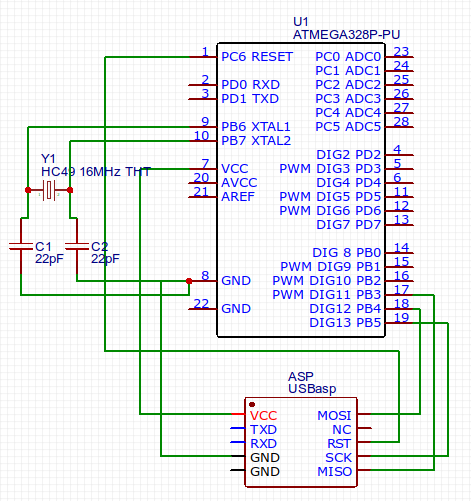 U1
ATMEGA328P-PU
1 PC6 RESET PC0 ADC0 23
PC1 ADC1 24
2 PD0 RXD PC2 ADC2 25
3 PD1 TXD PC3 ADC3 26
PC4 ADC4 27
9 PB6 XTAL1 PC5 ADC5 28
10 PB7 XTAL2
DIG2 PD2 4
7 VCC PWM DIG3 PD3 5
20 AVCC DIG4 PD4 6
21 AREF PWM DIG5 PD5 11
PWM DIG6 PD6 12
DIG7 PD7 13
Y1
HC49 16MHz THT
C1
22pF
C2
22pF
DIG 8 PB0 14
PWM DIG9 PB1 15
8 GND PWM DIG10 PB2 16
PWM DIG11 PB3 17
22 GND DIG12 PB4 18
DIG13 PB5 19
ASP
USBasp
VCC MOSI
TXD NC
RXD RST
GND SCK
GND MISO